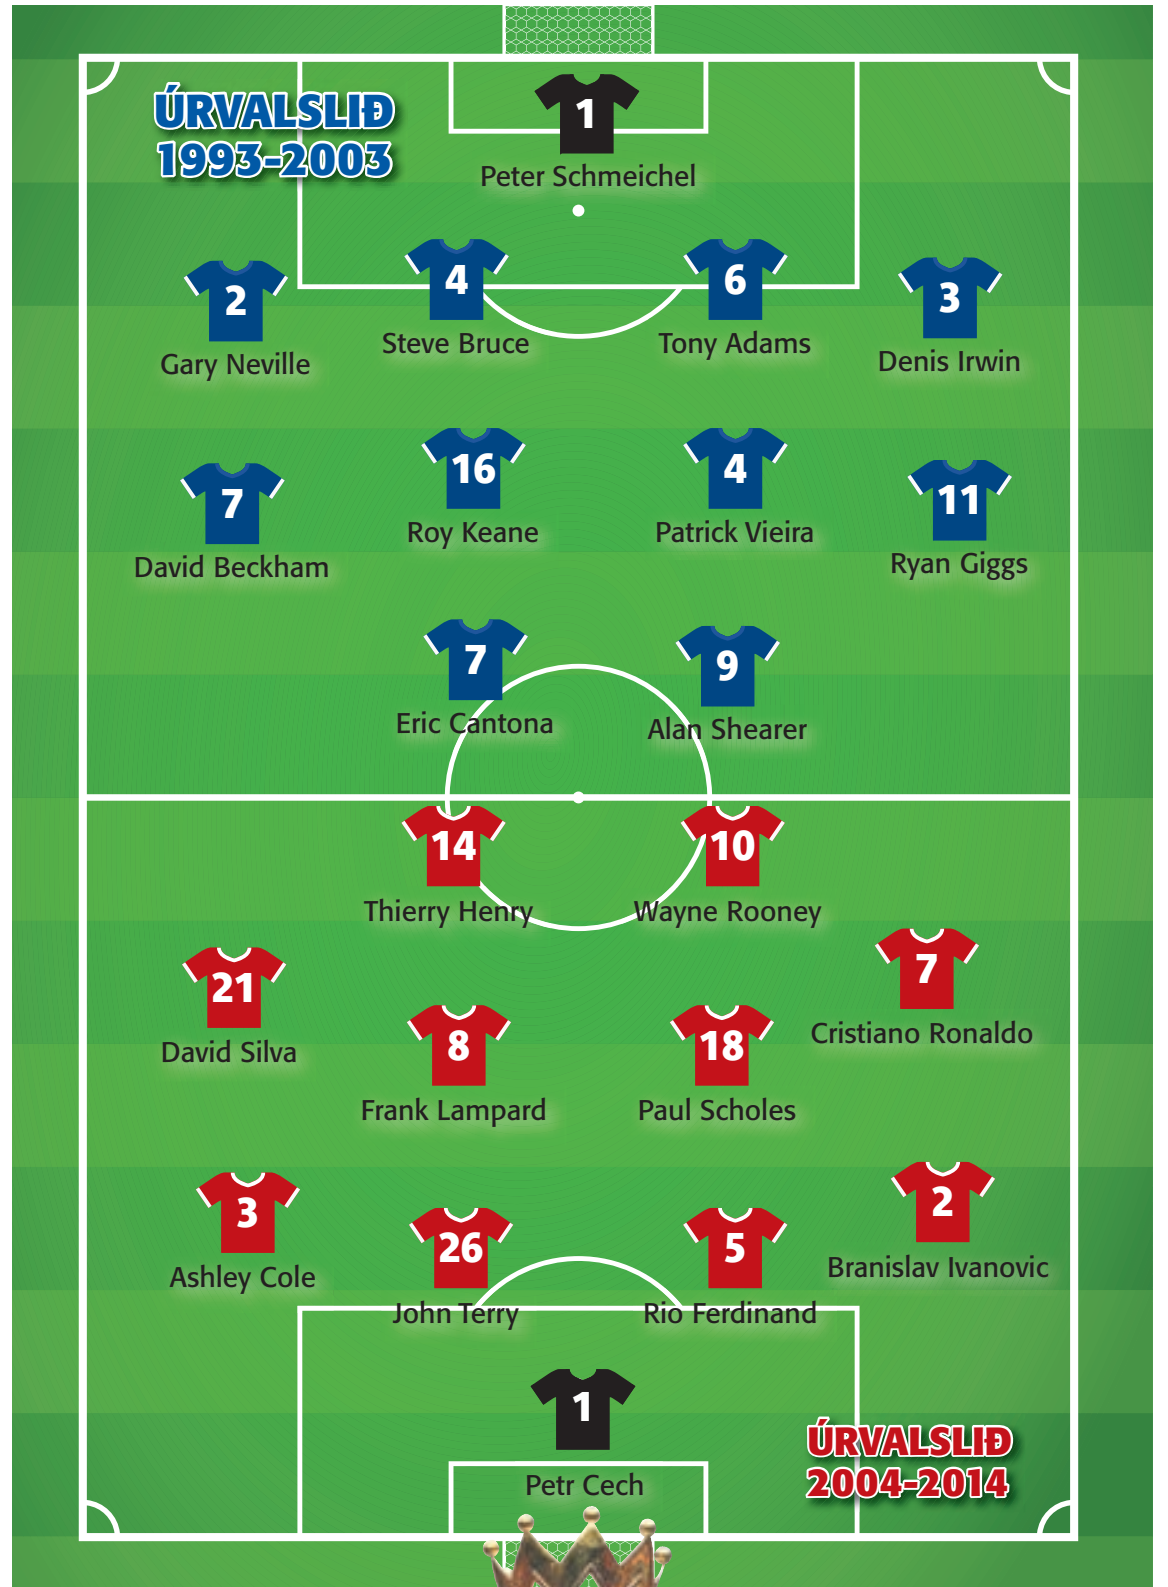 ÚRVALSLIÐ
1993-2003
1
Peter Schmeichel
2
Gary Neville
4
Steve Bruce
6
Tony Adams
3
Denis Irwin
7
David Beckham
16
Roy Keane
4
Patrick Vieira
11
Ryan Giggs
7
Eric Cantona
9
Alan Shearer
14
Thierry Henry
10
Wayne Rooney
21
David Silva
8
Frank Lampard
18
Paul Scholes
7
Cristiano Ronaldo
3
Ashley Cole
26
John Terry
5
Rio Ferdinand
2
Branislav Ivanovic
1
Petr Cech
ÚRVALSLIÐ
2004-2014